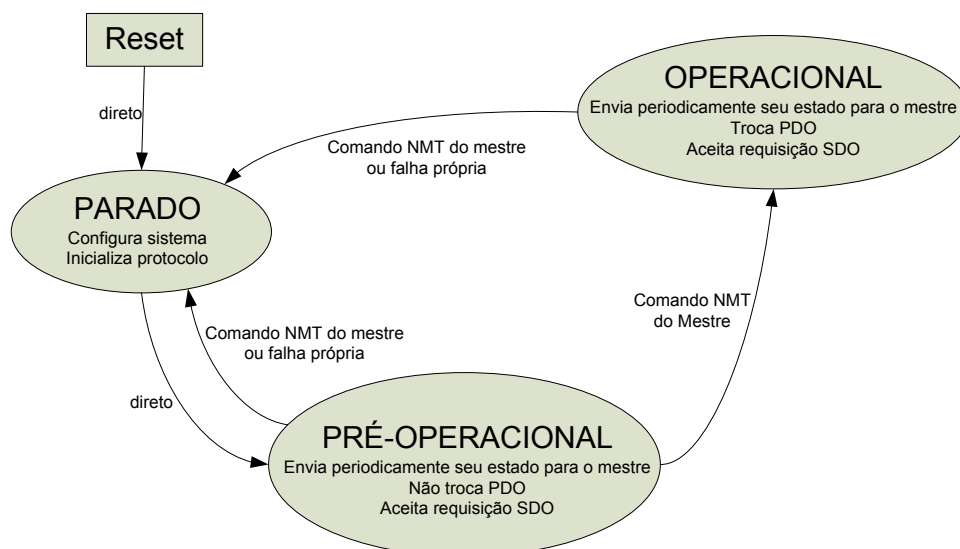 Reset
direto
OPERACIONAL
Envia periodicamente seu estado para o mestre
Troca PDO
Aceita requisição SDO
Comando NMT do mestre
ou falha própria
PARADO
Configura sistema
Inicializa protocolo
Comando NMT
do Mestre
Comando NMT do mestre
ou falha própria
direto
PRÉ-OPERACIONAL
Envia periodicamente seu estado para o mestre
Não troca PDO
Aceita requisição SDO